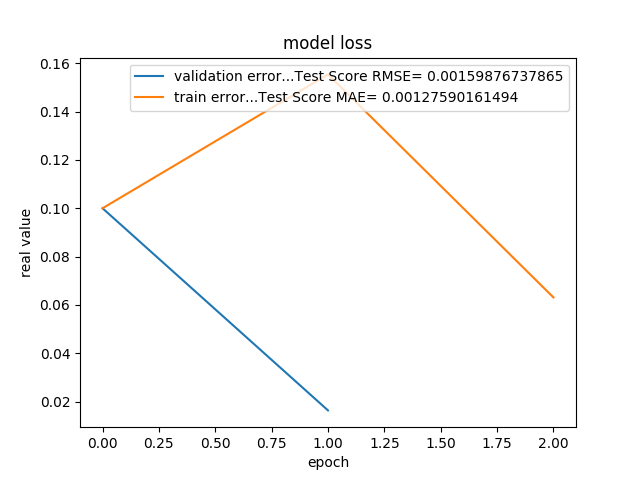 model loss
validation error...Test Score RMSE= 0.00159876737865
train error...Test Score MAE= 0.00127590161494
0.16
0.14
0.12
0.10
0.08
0.06
0.04
0.02
real value
0.00 0.25 0.50 0.75 1.00 1.25 1.50 1.75 2.00
epoch